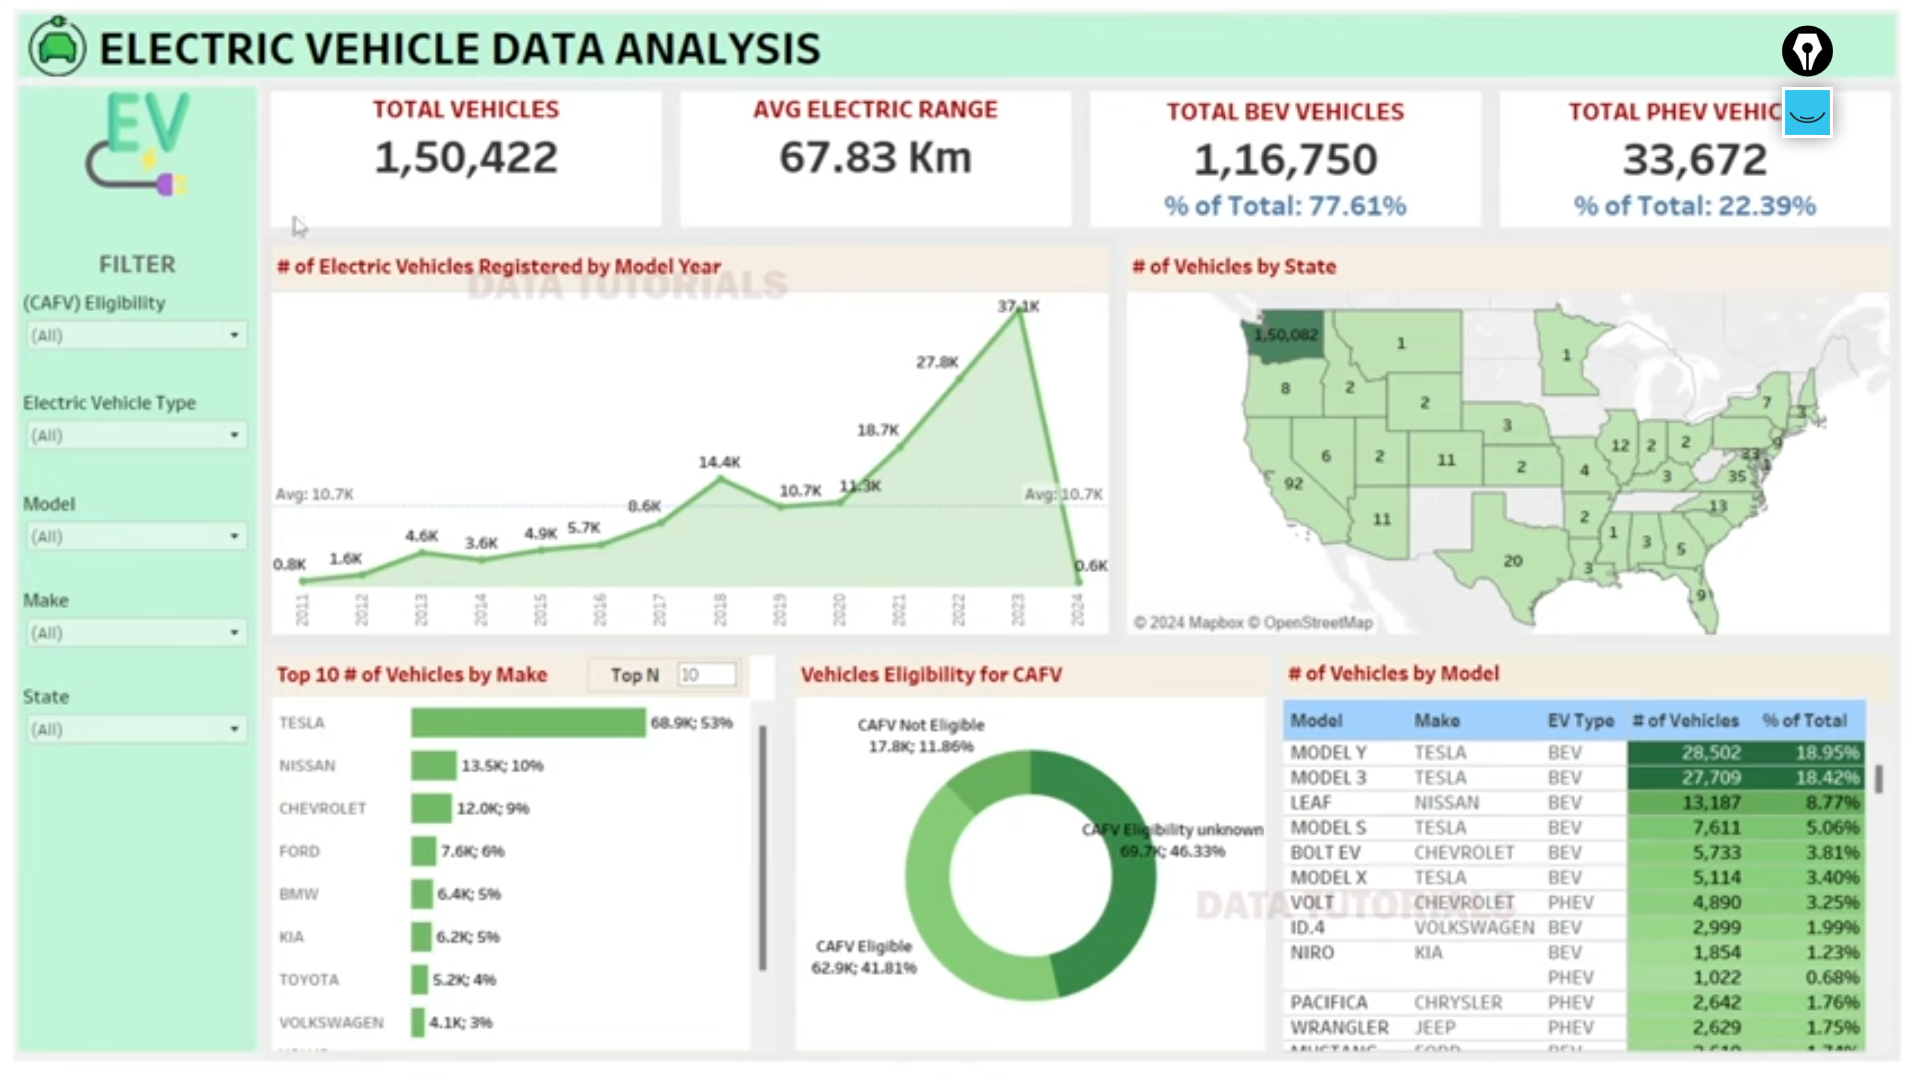 ELECTRIC VEHICLE DATA ANALYSIS
EV
FILTER
(CAFV) Eligibility
(All)
Electric Vehicle Type
(All)
Model
(All)
Make
(All)
State
(All)
TOTAL VEHICLES
1,50,422
AVG ELECTRIC RANGE
67.83 Km
TOTAL BEV VEHICLES
1,16,750
% of Total: 77.61%
TOTAL PHEV VEHIC
33,672
% of Total: 22.39%
# of Electric Vehicles Registered by Model Year
DATA TUTORIALS
37.1K
27.8K
18.7K
14.4K
10.7K
11.3K
8.6K
Avg: 10.7K
Avg: 10.7K
4.6K
3.6K
4.9K
5.7K
0.8K
1.6K
0.6K
2011
2012
2013
2014
2015
2016
2017
2018
2019
2020
2021
2022
2023
2024
# of Vehicles by State
1,50,082
1
1
8
2
2
7
3
3
6
2
11
2
4
12
2
2
9
33
1
35
3
92
11
13
2
1
3
5
20
3
9
© 2024 Mapbox © OpenStreetMap
Top 10 # of Vehicles by Make
Top N
10
TESLA 68.9K; 53%
NISSAN 13.5K; 10%
CHEVROLET 12.0K; 9%
FORD 7.6K; 6%
BMW 6.4K; 5%
KIA 6.2K; 5%
TOYOTA 5.2K; 4%
VOLKSWAGEN 4.1K; 3%
Vehicles Eligibility for CAFV
CAFV Not Eligible
17.8K; 11.86%
CAFV Eligibility unknown
69.7K; 46.33%
CAFV Eligible
62.9K; 41.81%
# of Vehicles by Model
Model Make EV Type # of Vehicles % of Total
MODEL Y TESLA BEV 28,502 18.95%
MODEL 3 TESLA BEV 27,709 18.42%
LEAF NISSAN BEV 13,187 8.77%
MODEL S TESLA BEV 7,611 5.06%
BOLT EV CHEVROLET BEV 5,733 3.81%
MODEL X TESLA BEV 5,114 3.40%
VOLT CHEVROLET PHEV 4,890 3.25%
DATA TUTORIALS
ID.4 VOLKSWAGEN BEV 2,999 1.99%
NIRO KIA BEV 1,854 1.23%
PHEV 1,022 0.68%
PACIFICA CHRYSLER PHEV 2,642 1.76%
WRANGLER JEEP PHEV 2,629 1.75%
MUSTANG FORD BEV